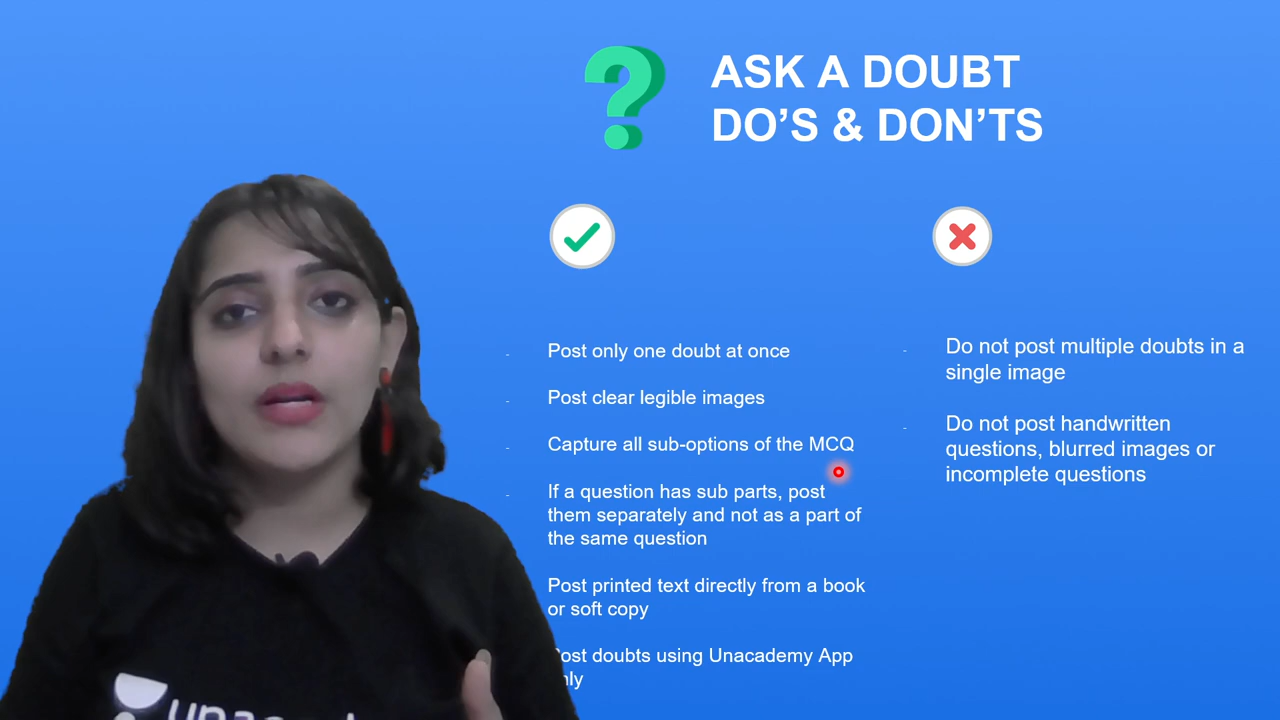 ASK A DOUBT
DO’S & DON’TS
Post only one doubt at once
Post clear legible images
Capture all sub-options of the MCQ
If a question has sub parts, post
them separately and not as a part of
the same question
Post printed text directly from a book
or soft copy
doubts using Unacademy App
Do not post multiple doubts in a
single image
Do not post handwritten
questions, blurred images or
incomplete questions